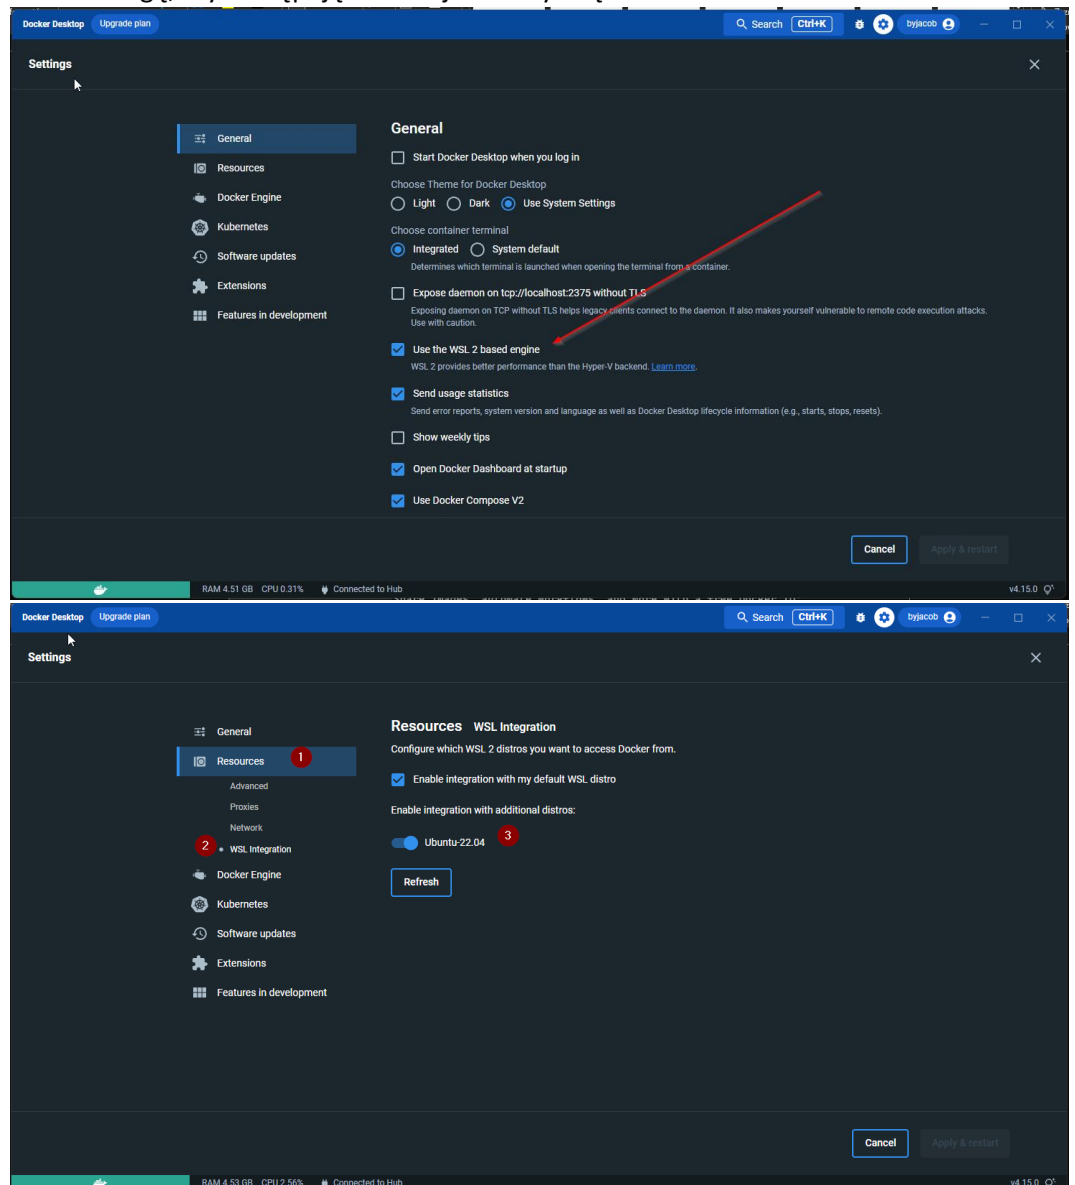 Docker Desktop Upgrade plan Search Ctrl+K byjacob
Settings
General
Resources
Docker Engine
Kubernetes
Software updates
Extensions
Features in development
General
Start Docker Desktop when you log in
Choose Theme for Docker Desktop
Light Dark Use System Settings
Choose container terminal
Integrated System default
Determines which terminal is launched when opening the terminal from a container.
Expose daemon on tcp://localhost:2375 without TLS
Exposing daemon on TCP without TLS helps legacy clients connect to the daemon. It also makes yourself vulnerable to remote code execution attacks.
Use with caution.
Use the WSL 2 based engine
WSL 2 provides better performance than the Hyper-V backend. Learn more.
Send usage statistics
Send error reports, system version and language as well as Docker Desktop lifecycle information (e.g., starts, stops, resets).
Show weekly tips
Open Docker Dashboard at startup
Use Docker Compose V2
Cancel Apply & restart
RAM 4.51 GB CPU 0.31% Connected to Hub v4.15.0
Docker Desktop Upgrade plan Search Ctrl+K byjacob
Settings
General
Resources 1
Advanced
Proxies
Network
2 WSL Integration
Docker Engine
Kubernetes
Software updates
Extensions
Features in development
Resources WSL Integration
Configure which WSL 2 distros you want to access Docker from.
Enable integration with my default WSL distro
Enable integration with additional distros:
Ubuntu-22.04 3
Refresh
Cancel Apply & restart
RAM 4.53 GB CPU 2.56% Connected to Hub v4.15.0